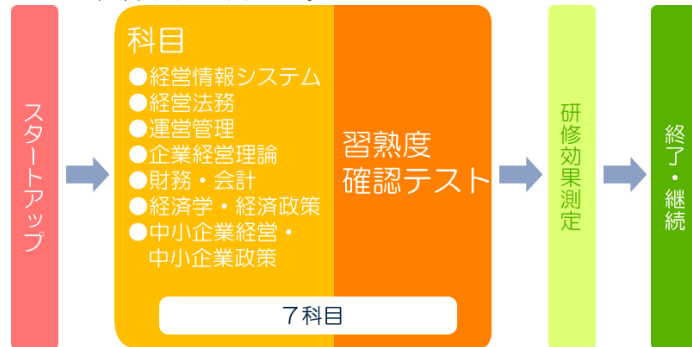 スタートアップ
科目
●経営情報システム
●経営法務
●運営管理
●企業経営理論
●財務・会計
●経済学・経済政策
●中小企業経営・
中小企業政策
習熟度
確認テスト
7科目
研修効果測定
終了・継続